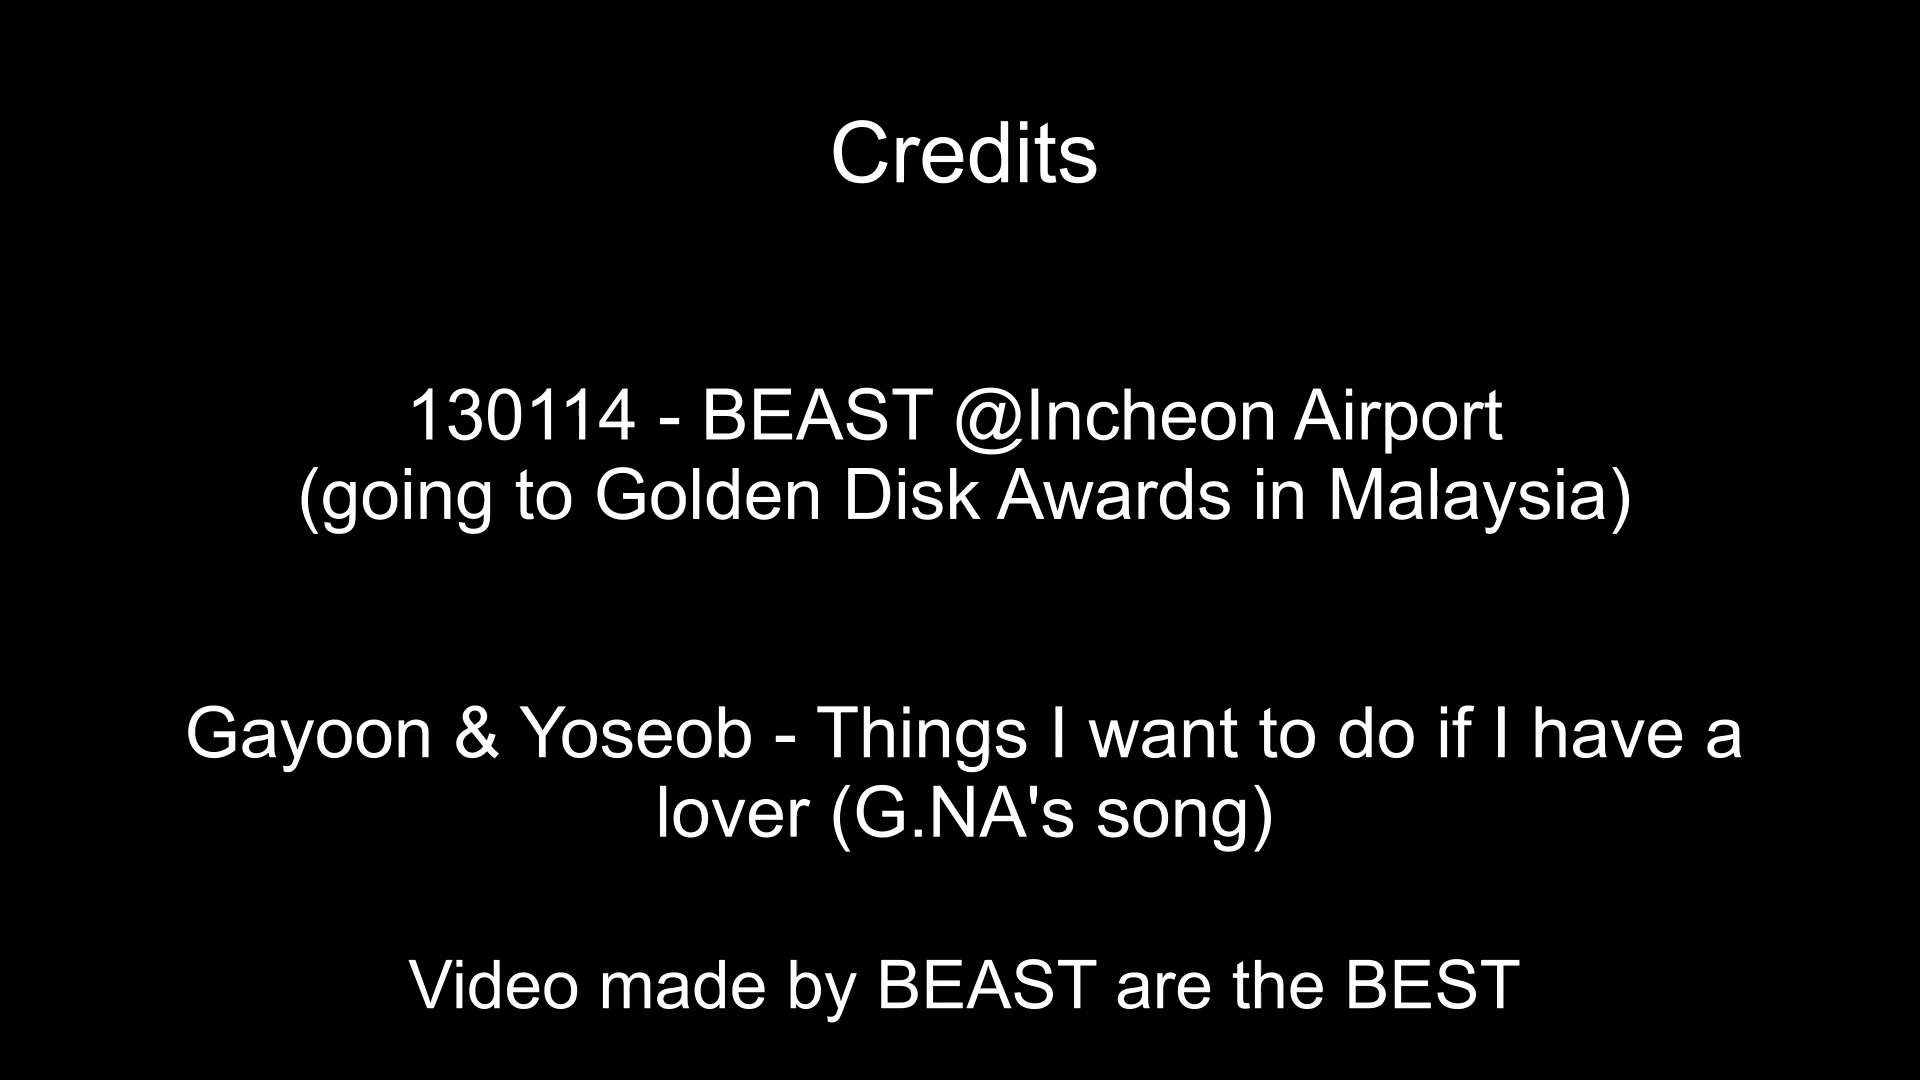 Credits
130114 - BEAST @Incheon Airport
(going to Golden Disk Awards in Malaysia)
Gayoon & Yoseob - Things I want to do if I have a
lover (G.NA's song)
Video made by BEAST are the BEST